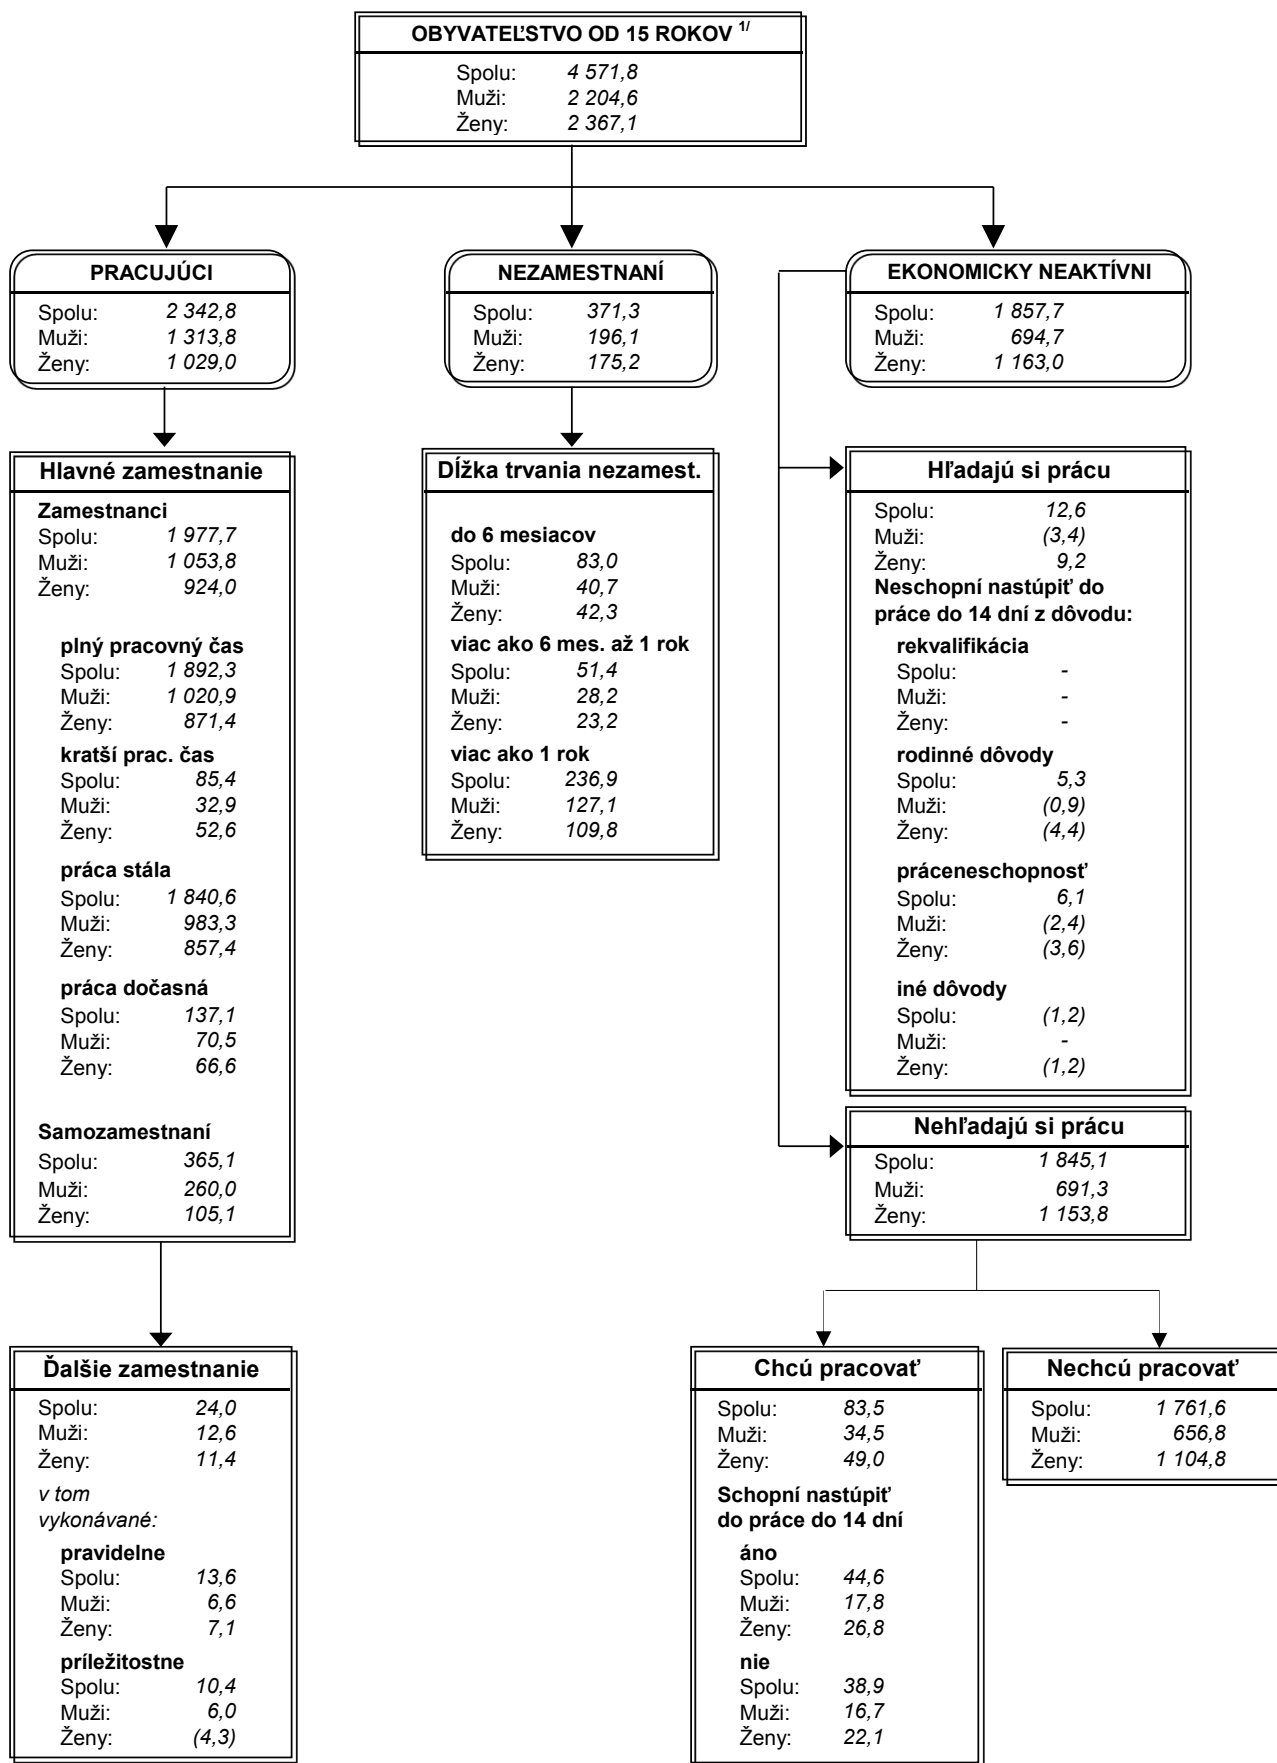 OBYVATEĽSTVO OD 15 ROKOV 1/
Spolu: 4 571,8
Muži: 2 204,6
Ženy: 2 367,1
PRACUJÚCI
Spolu: 2 342,8
Muži: 1 313,8
Ženy: 1 029,0
NEZAMESTNANÍ
Spolu: 371,3
Muži: 196,1
Ženy: 175,2
EKONOMICKY NEAKTÍVNI
Spolu: 1 857,7
Muži: 694,7
Ženy: 1 163,0
Hlavné zamestnanie
Zamestnanci
Spolu: 1 977,7
Muži: 1 053,8
Ženy: 924,0
plný pracovný čas
Spolu: 1 892,3
Muži: 1 020,9
Ženy: 871,4
kratší prac. čas
Spolu: 85,4
Muži: 32,9
Ženy: 52,6
práca stála
Spolu: 1 840,6
Muži: 983,3
Ženy: 857,4
práca dočasná
Spolu: 137,1
Muži: 70,5
Ženy: 66,6
Samozamestnaní
Spolu: 365,1
Muži: 260,0
Ženy: 105,1
Dĺžka trvania nezamest.
do 6 mesiacov
Spolu: 83,0
Muži: 40,7
Ženy: 42,3
viac ako 6 mes. až 1 rok
Spolu: 51,4
Muži: 28,2
Ženy: 23,2
viac ako 1 rok
Spolu: 236,9
Muži: 127,1
Ženy: 109,8
Hľadajú si prácu
Spolu: 12,6
Muži: (3,4)
Ženy: 9,2
Neschopní nastúpiť do
práce do 14 dní z dôvodu:
rekvalifikácia
Spolu: -
Muži: -
Ženy: -
rodinné dôvody
Spolu: 5,3
Muži: (0,9)
Ženy: (4,4)
práceneschopnosť
Spolu: 6,1
Muži: (2,4)
Ženy: (3,6)
iné dôvody
Spolu: (1,2)
Muži: -
Ženy: (1,2)
Nehľadajú si prácu
Spolu: 1 845,1
Muži: 691,3
Ženy: 1 153,8
Ďalšie zamestnanie
Spolu: 24,0
Muži: 12,6
Ženy: 11,4
v tom
vykonávané:
pravidelne
Spolu: 13,6
Muži: 6,6
Ženy: 7,1
príležitostne
Spolu: 10,4
Muži: 6,0
Ženy: (4,3)
Chcú pracovať
Spolu: 83,5
Muži: 34,5
Ženy: 49,0
Schopní nastúpiť
do práce do 14 dní
áno
Spolu: 44,6
Muži: 17,8
Ženy: 26,8
nie
Spolu: 38,9
Muži: 16,7
Ženy: 22,1
Nechcú pracovať
Spolu: 1 761,6
Muži: 656,8
Ženy: 1 104,8